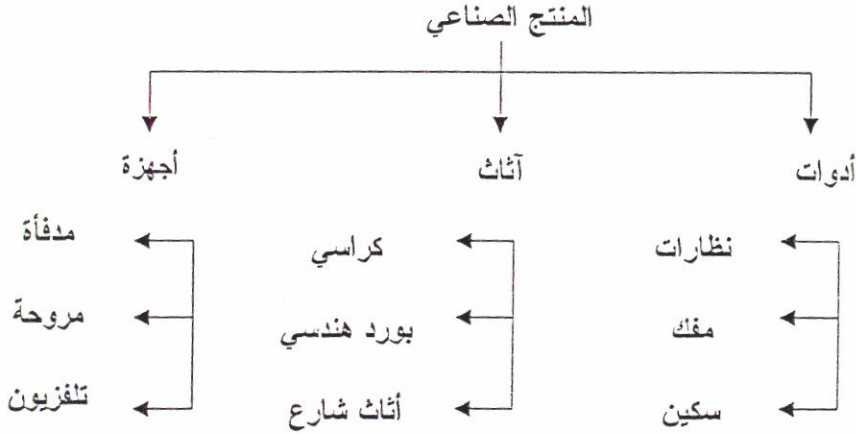 المنتج الصناعي
أدوات آثاث أجهزة
نظارات كراسي مدفأة
مفك بورد هندسي مروحة
سكين أثاث شارع تلفزيون